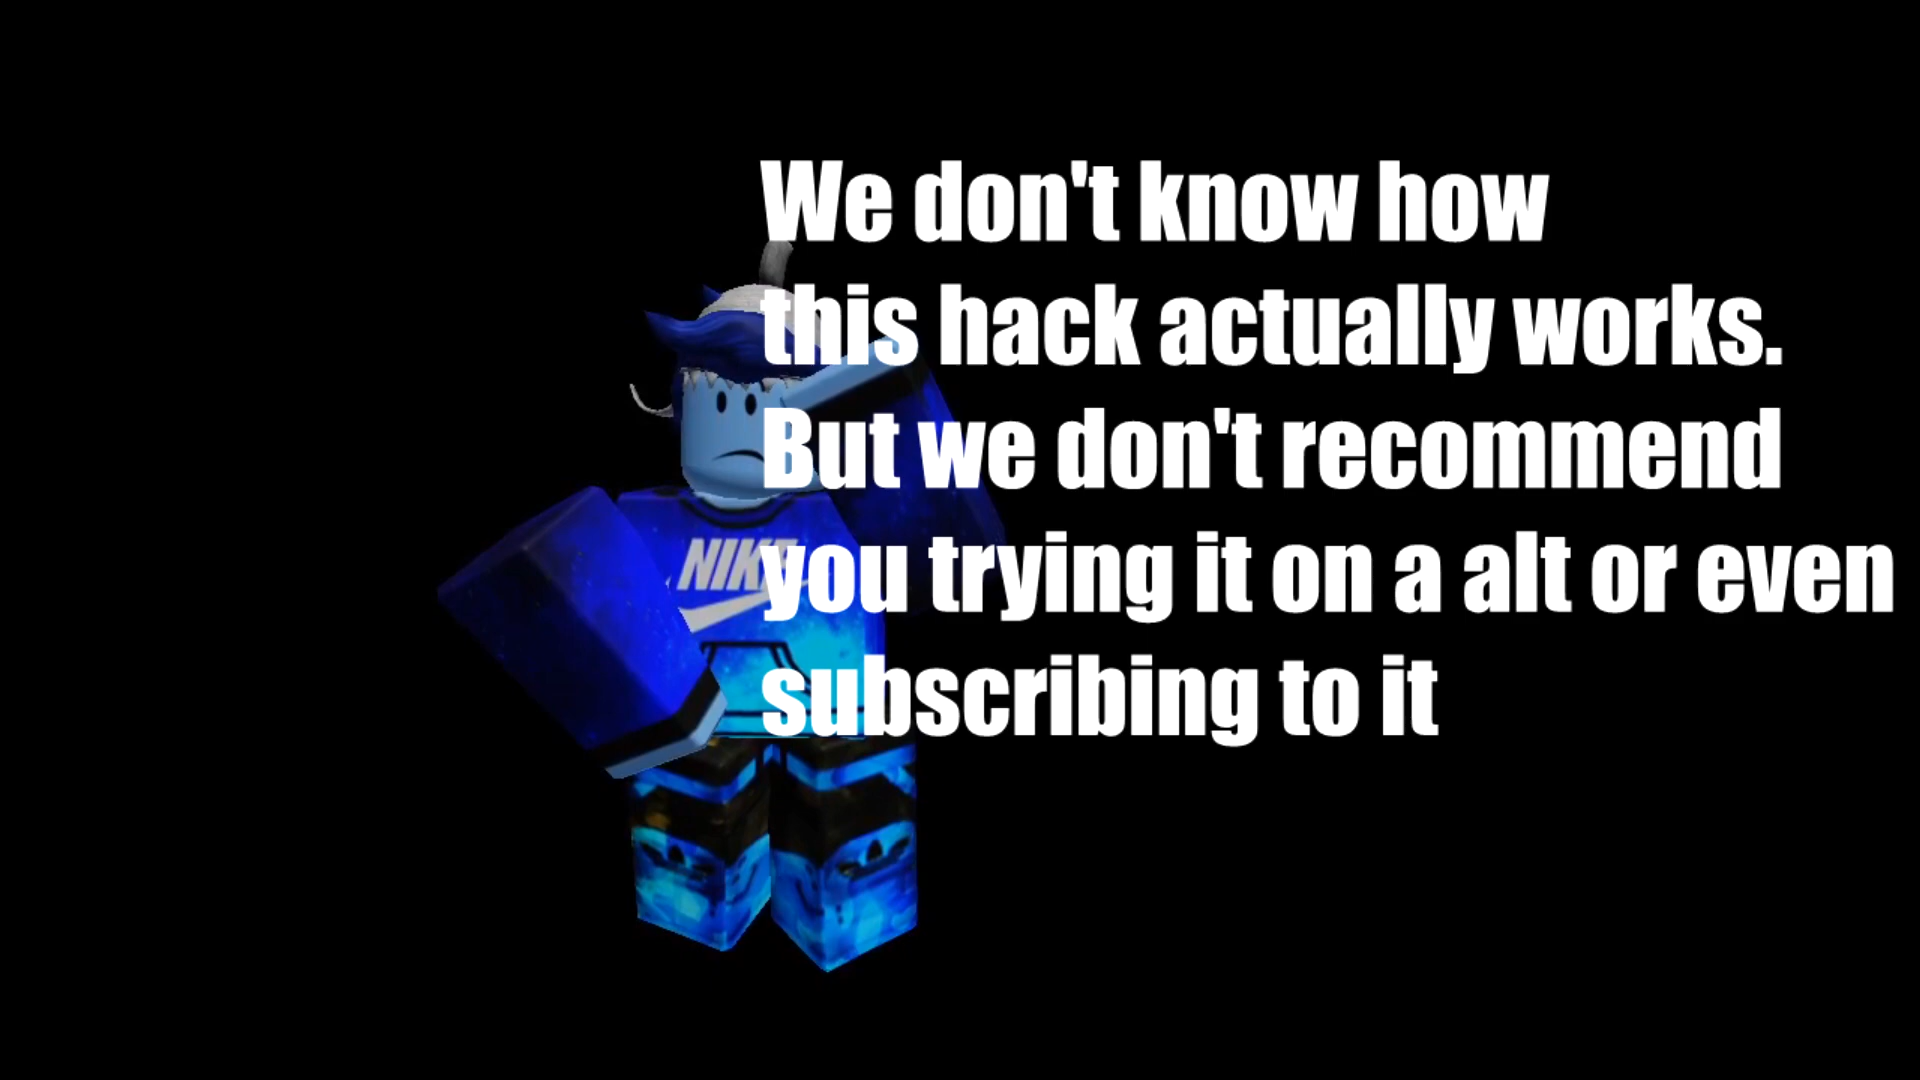 We don't know how
this hack actually works.
But we don't recommend
you trying it on a alt or even
subscribing to it
NIKE